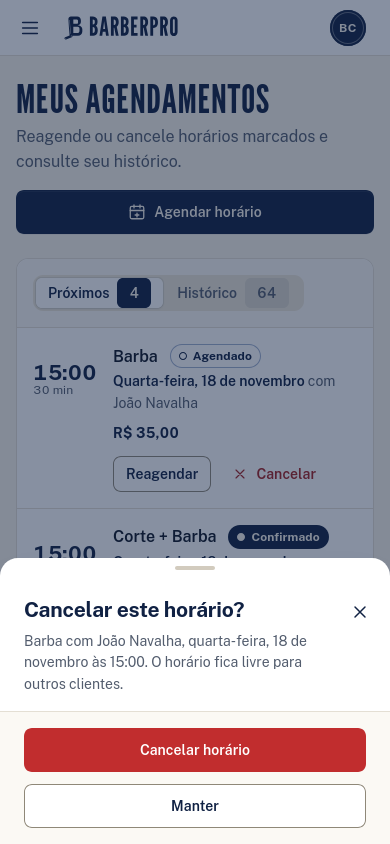 BARBERPRO
BC
MEUS AGENDAMENTOS
Reagende ou cancele horários marcados e
consulte seu histórico.
Agendar horário
Próximos 4 Histórico 64
Barba Agendado
15:00
30 min
Quarta-feira, 18 de novembro com
João Navalha
R$ 35,00
Reagendar Cancelar
Corte + Barba Confirmado
15:00
Cancelar este horário?
Barba com João Navalha, quarta-feira, 18 de
novembro às 15:00. O horário fica livre para
outros clientes.
Cancelar horário
Manter